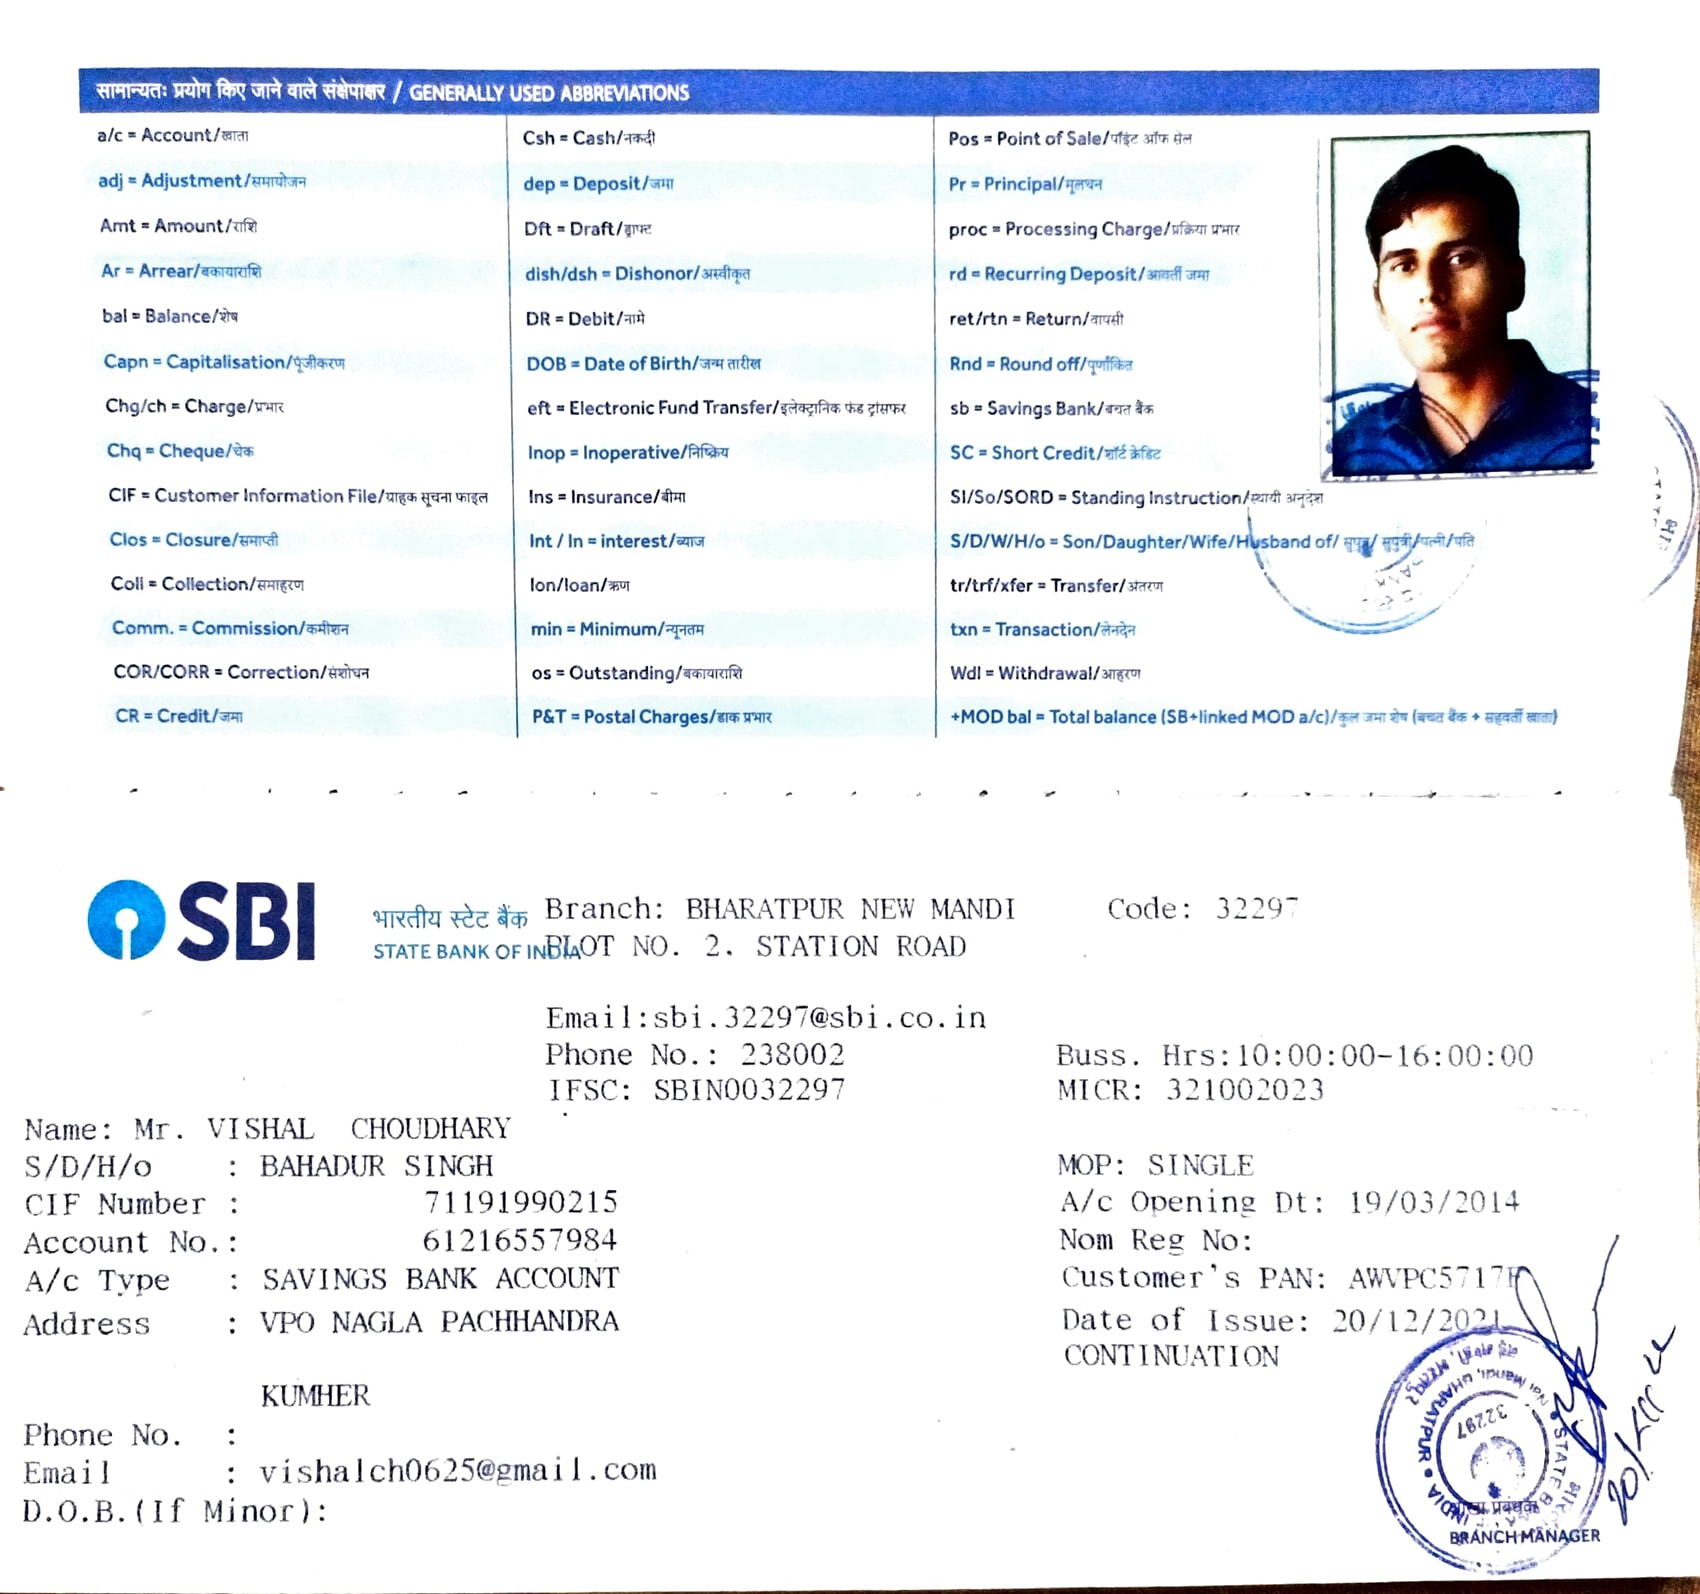 सामान्यतः प्रयोग किए जाने वाले संक्षेपाक्षर / GENERALLY USED ABBREVIATIONS
a/c = Account/खाता
adj = Adjustment/समायोजन
Amt = Amount/राशि
Ar = Arrear/बकायाराशि
bal = Balance/शेष
Capn = Capitalisation/पूंजीकरण
Chg/ch = Charge/प्रभार
Chq = Cheque/चेक
CIF = Customer Information File/ग्राहक सूचना फाइल
Clos = Closure/समाप्ती
Coll = Collection/समाहरण
Comm. = Commission/कमीशन
COR/CORR = Correction/संशोधन
CR = Credit/जमा
Csh = Cash/नकदी
dep = Deposit/जमा
Dft = Draft/ड्राफ्ट
dish/dsh = Dishonor/अस्वीकृत
DR = Debit/नामे
DOB = Date of Birth/जन्म तारीख
eft = Electronic Fund Transfer/इलेक्ट्रानिक फंड ट्रांसफर
Inop = Inoperative/निष्क्रिय
Ins = Insurance/बीमा
Int / In = interest/ब्याज
lon/loan/ऋण
min = Minimum/न्यूनतम
os = Outstanding/बकायाराशि
P&T = Postal Charges/डाक प्रभार
Pos = Point of Sale/पॉइंट ऑफ सेल
Pr = Principal/मूलधन
proc = Processing Charge/प्रक्रिया प्रभार
rd = Recurring Deposit/आवर्ती जमा
ret/rtn = Return/वापसी
Rnd = Round off/पूर्णांकित
sb = Savings Bank/बचत बैंक
SC = Short Credit/शॉर्ट क्रेडिट
SI/So/SORD = Standing Instruction/स्थायी अनुदेश
S/D/W/H/o = Son/Daughter/Wife/Husband of/ सुपुत्र/ सुपुत्री/पत्नी/पति
tr/trf/xfer = Transfer/अंतरण
txn = Transaction/लेनदेन
Wdl = Withdrawal/आहरण
+MOD bal = Total balance (SB+linked MOD a/c)/कुल जमा शेष (बचत बैंक + सहवर्ती खाता)
SBI
भारतीय स्टेट बैंक
STATE BANK OF INDIA
Branch: BHARATPUR NEW MANDI Code: 32297
PLOT NO. 2. STATION ROAD
Email:sbi.32297@sbi.co.in
Phone No.: 238002 Buss. Hrs:10:00:00-16:00:00
IFSC: SBIN0032297 MICR: 321002023
Name: Mr. VISHAL CHOUDHARY
S/D/H/o : BAHADUR SINGH MOP: SINGLE
CIF Number : 71191990215 A/c Opening Dt: 19/03/2014
Account No.: 61216557984 Nom Reg No:
A/c Type : SAVINGS BANK ACCOUNT Customer's PAN:
Address : VPO NAGLA PACHHANDRA Date of Issue: 20/12/2021
CONTINUATION
KUMHER
Phone No. :
Email : vishalch0625@gmail.com
D.O.B.(If Minor):
Nai Mandi, BHARATPUR
32297
शाखा प्रबंधक
BRANCH MANAGER